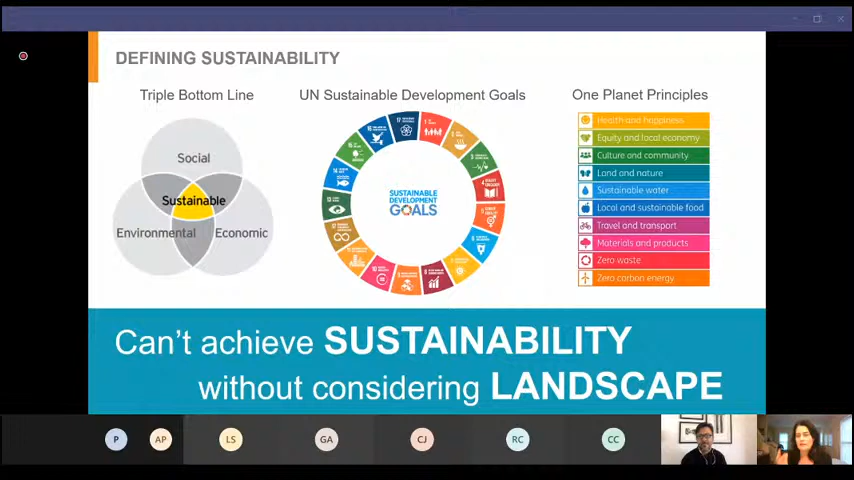 DEFINING SUSTAINABILITY
Triple Bottom Line
UN Sustainable Development Goals
One Planet Principles
Social
Sustainable
Environmental
Economic
SUSTAINABLE
DEVELOPMENT
GOALS
Health and happiness
Equity and local economy
Culture and community
Land and nature
Sustainable water
Local and sustainable food
Travel and transport
Materials and products
Zero waste
Zero carbon energy
Can't achieve SUSTAINABILITY
without considering LANDSCAPE
P
AP
LS
GA
CJ
RC
CC